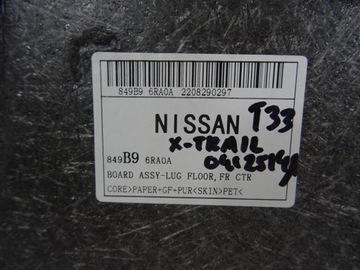 849B9 6RA0A 2208290297
NISSAN T33
X-TRAIL
849B9 6RA0A
BOARD ASSY-LUG FLOOR,FR CTR
CORE>PAPER+GF+PUR<SKIN>PET<